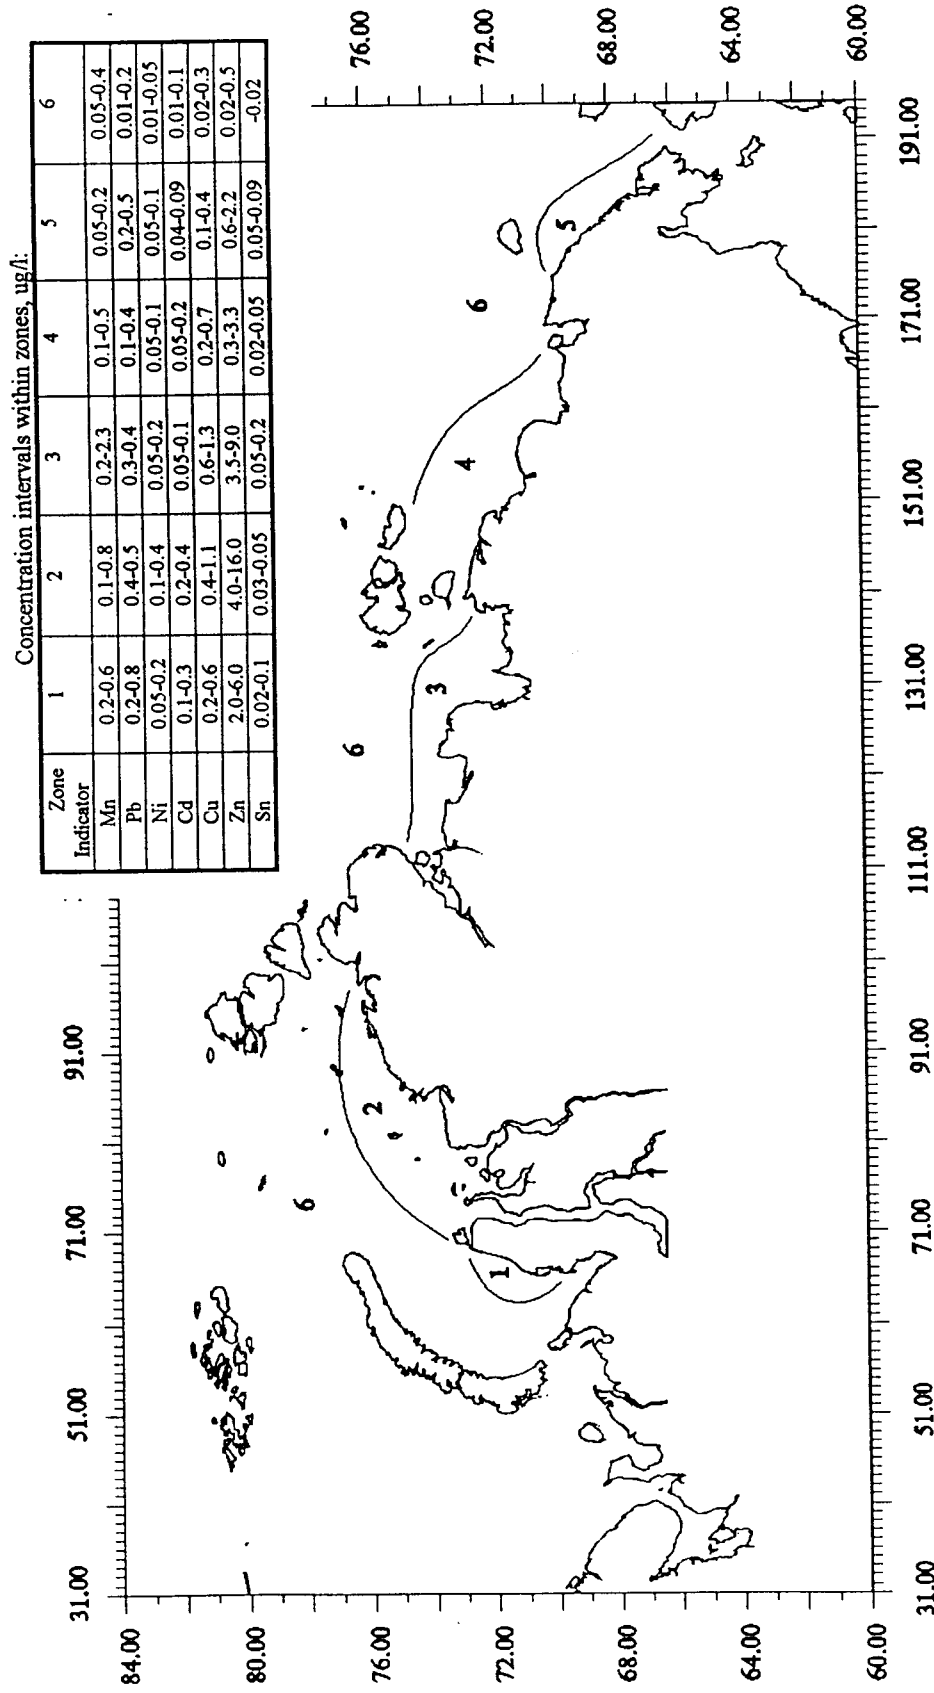 Concentration intervals within zones, ug/l:
Zone 1 2 3 4 5 6
Indicator
Mn 0.2-0.6 0.1-0.8 0.2-2.3 0.1-0.5 0.05-0.2 0.05-0.4
Pb 0.2-0.8 0.4-0.5 0.3-0.4 0.1-0.4 0.2-0.5 0.01-0.2
Ni 0.05-0.2 0.1-0.4 0.05-0.2 0.05-0.1 0.05-0.1 0.01-0.05
Cd 0.1-0.3 0.2-0.4 0.05-0.1 0.05-0.2 0.04-0.09 0.01-0.1
Cu 0.2-0.6 0.4-1.1 0.6-1.3 0.2-0.7 0.1-0.4 0.02-0.3
Zn 2.0-6.0 4.0-16.0 3.5-9.0 0.3-3.3 0.6-2.2 0.02-0.5
Sn 0.02-0.1 0.03-0.05 0.05-0.2 0.02-0.05 0.05-0.09 -0.02
31.00 51.00 71.00 91.00
84.00
80.00
76.00 76.00
72.00 72.00
68.00 68.00
64.00 64.00
60.00 60.00
6
6
6
2
1
3
4
5
31.00 51.00 71.00 91.00 111.00 131.00 151.00 171.00 191.00